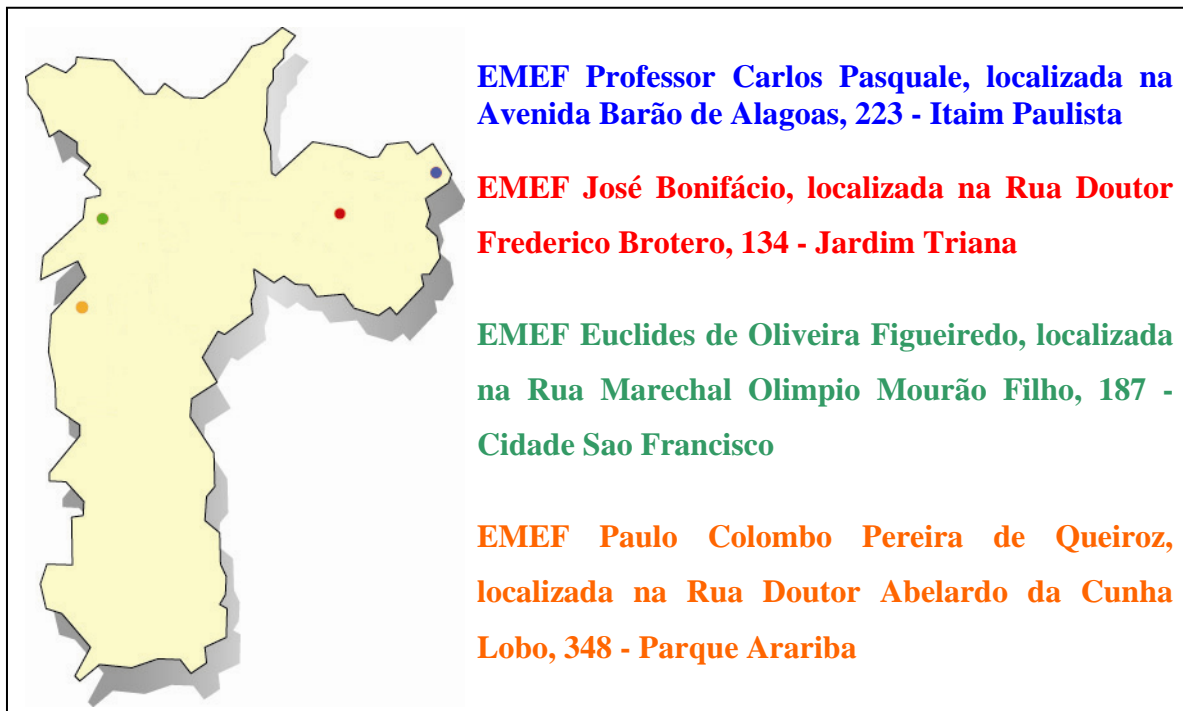 EMEF Professor Carlos Pasquale, localizada na
Avenida Barão de Alagoas, 223 - Itaim Paulista
EMEF José Bonifácio, localizada na Rua Doutor
Frederico Brotero, 134 - Jardim Triana
EMEF Euclides de Oliveira Figueiredo, localizada
na Rua Marechal Olimpio Mourão Filho, 187 -
Cidade Sao Francisco
EMEF Paulo Colombo Pereira de Queiroz,
localizada na Rua Doutor Abelardo da Cunha
Lobo, 348 - Parque Arariba